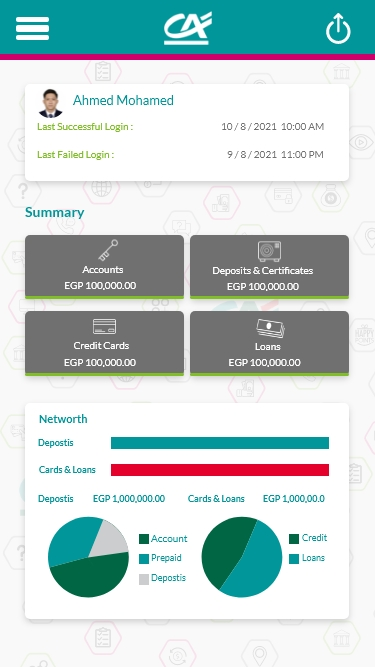 CA
Ahmed Mohamed
Last Successful Login : 10 / 8 / 2021 10:00 AM
Last Failed Login : 9 / 8 / 2021 11:00 PM
Summary
Accounts
EGP 100,000.00
Deposits & Certificates
EGP 100,000.00
Credit Cards
EGP 100,000.00
Loans
EGP 100,000.00
Networth
Depostis
Cards & Loans
Depostis EGP 1,000,000.00 Cards & Loans EGP 1,000,00.0
Account
Prepaid
Depostis
Credit
Loans